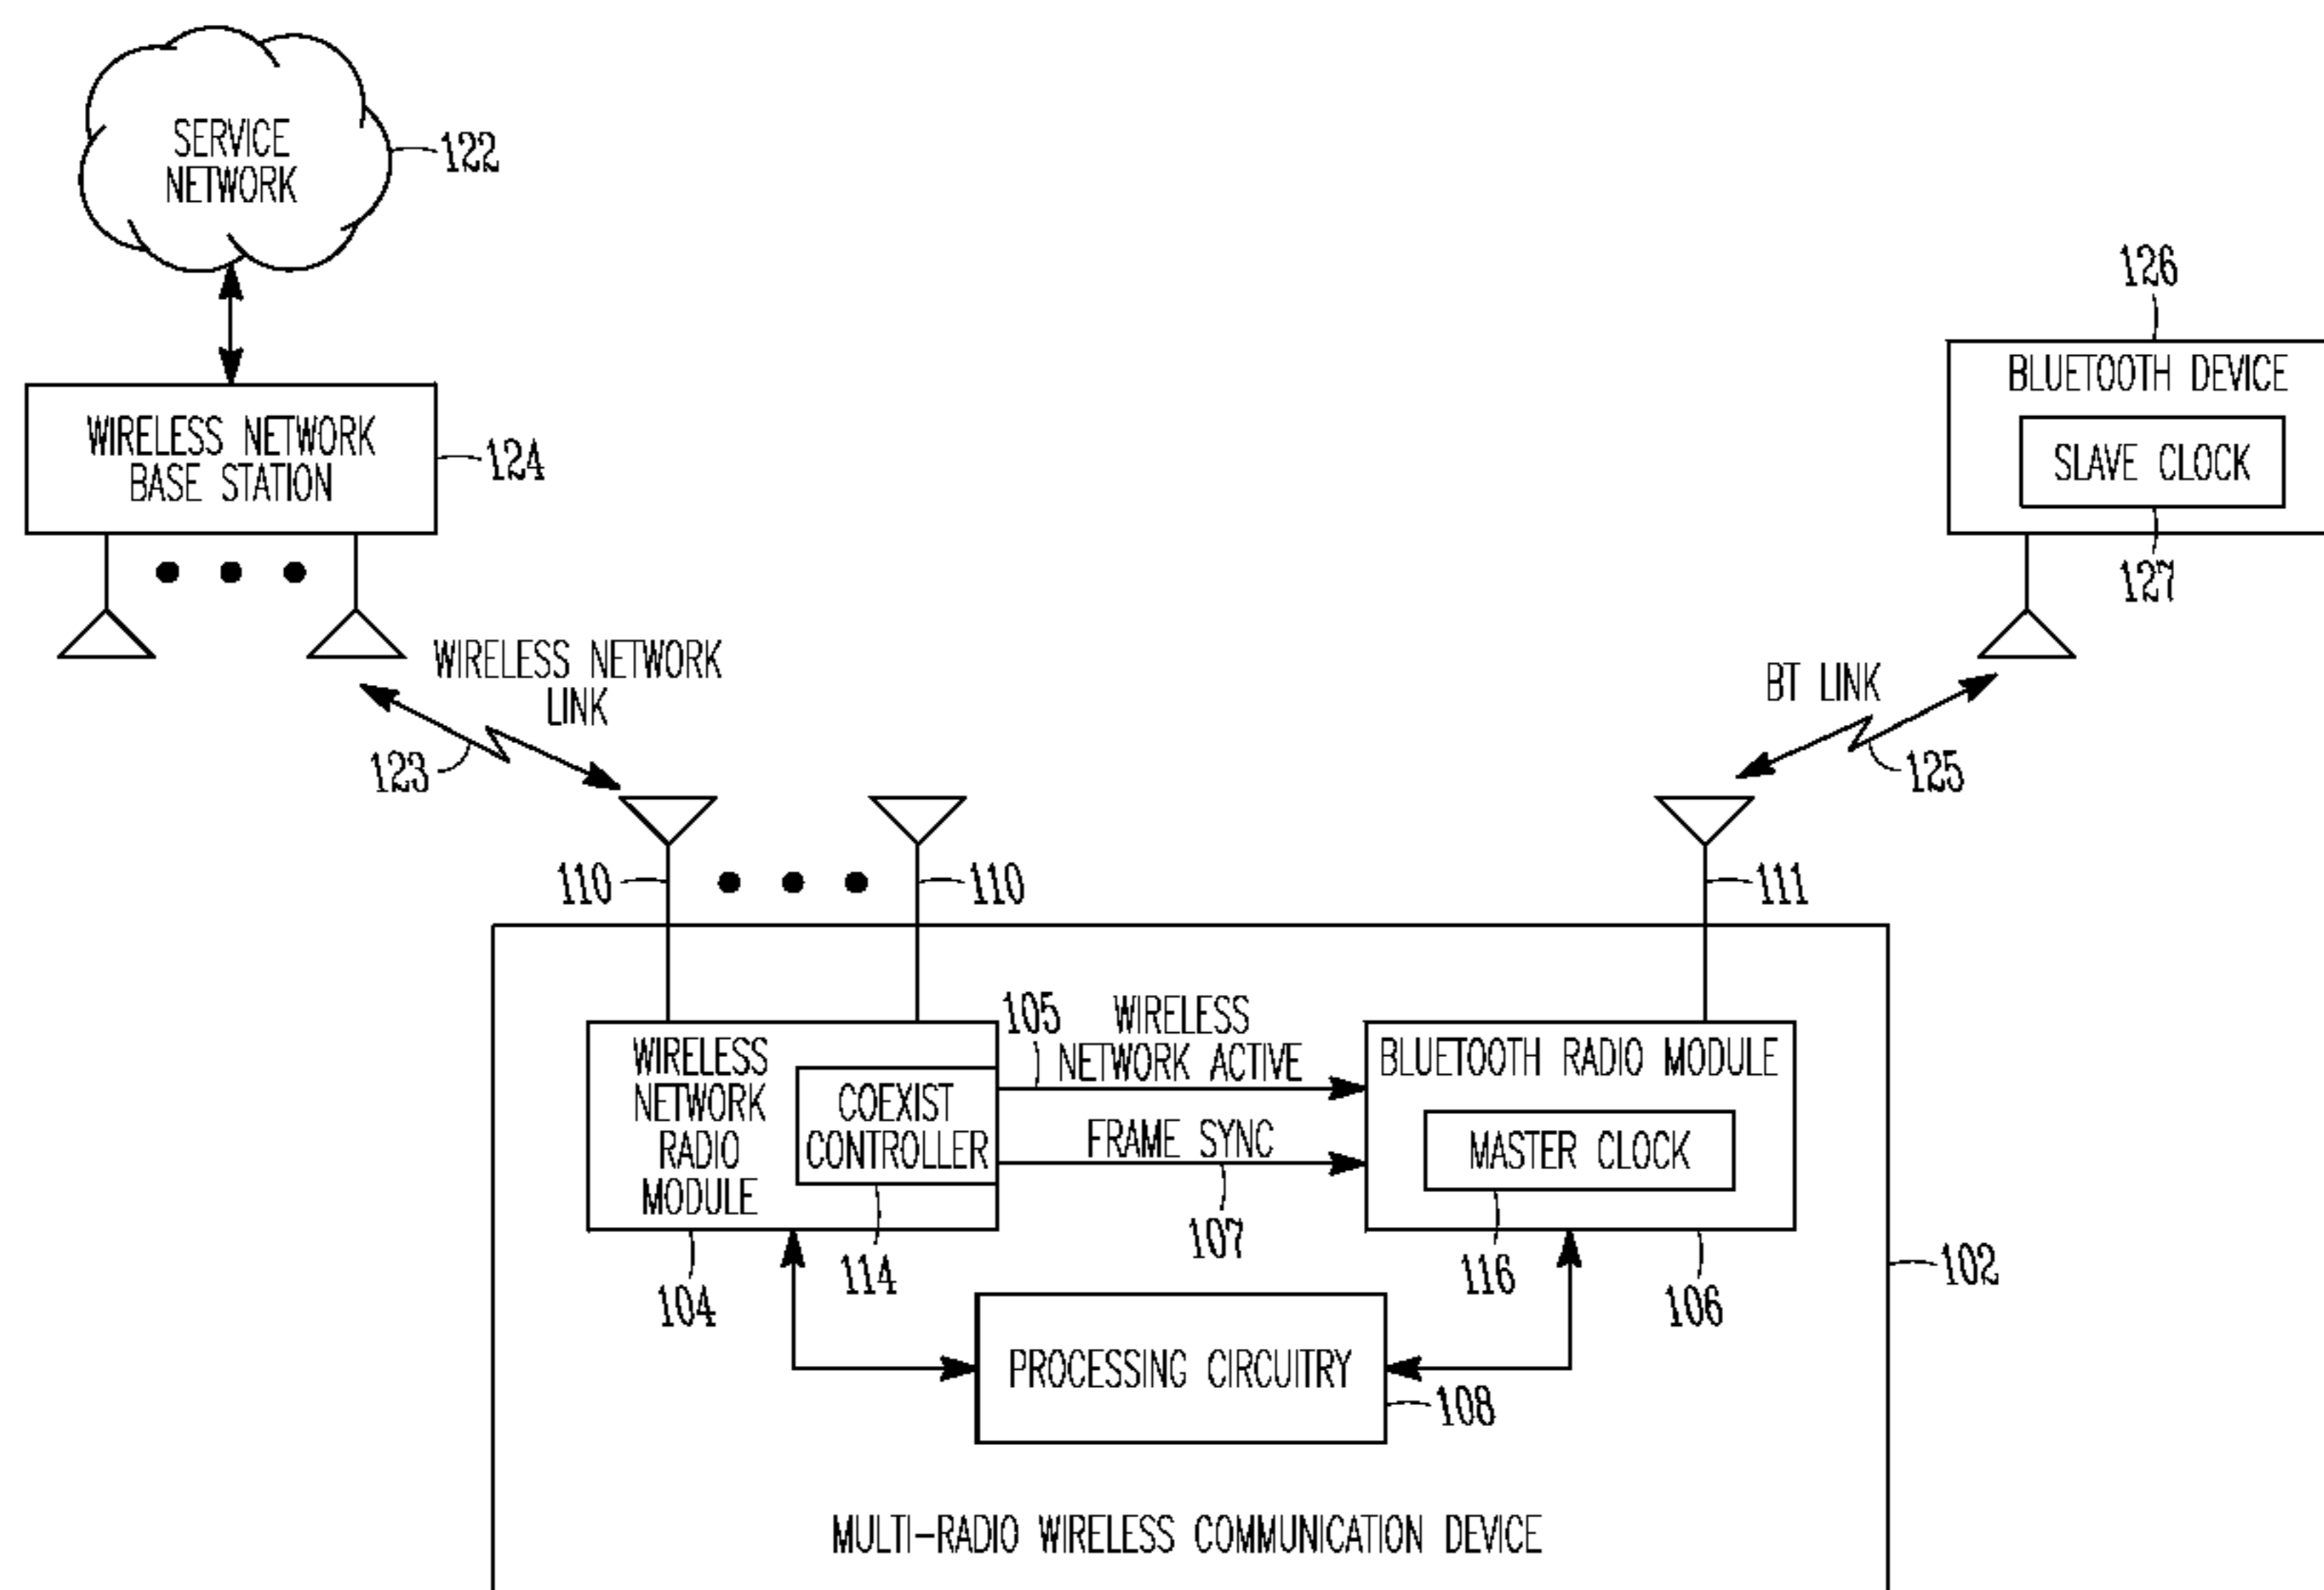 SERVICE
NETWORK
122
126
BLUETOOTH DEVICE
SLAVE CLOCK
127
WIRELESS NETWORK
BASE STATION
124
WIRELESS NETWORK
LINK
123
BT LINK
125
110
110
111
105
WIRELESS
NETWORK ACTIVE
WIRELESS
NETWORK
RADIO
MODULE
COEXIST
CONTROLLER
FRAME SYNC
107
BLUETOOTH RADIO MODULE
MASTER CLOCK
104
114
116
106
102
PROCESSING CIRCUITRY
108
MULTI-RADIO WIRELESS COMMUNICATION DEVICE